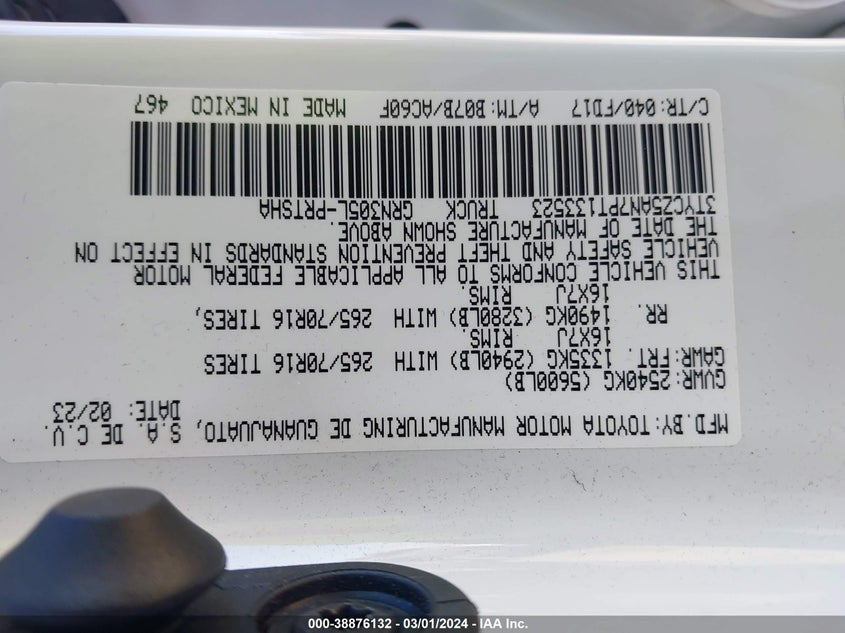 MFD.BY: TOYOTA MOTOR MANUFACTURING DE GUANAJUATO, S.A. DE C.V.
DATE: 02/23
GVWR: 2540KG (5600LB)
GAWR: FRT. 1335KG (2940LB) WITH 265/70R16 TIRES,
16X7J RIMS.
RR. 1490KG (3280LB) WITH 265/70R16 TIRES,
16X7J RIMS.
THIS VEHICLE CONFORMS TO ALL APPLICABLE FEDERAL MOTOR
VEHICLE SAFETY AND THEFT PREVENTION STANDARDS IN EFFECT ON
THE DATE OF MANUFACTURE SHOWN ABOVE.
3TYCZ5AN7PT133523 TRUCK GRN305L-PRTSHA
C/TR: 040/FD17 A/TM: B07B/AC60F MADE IN MEXICO 467
000-38876132 - 03/01/2024 - IAA Inc.